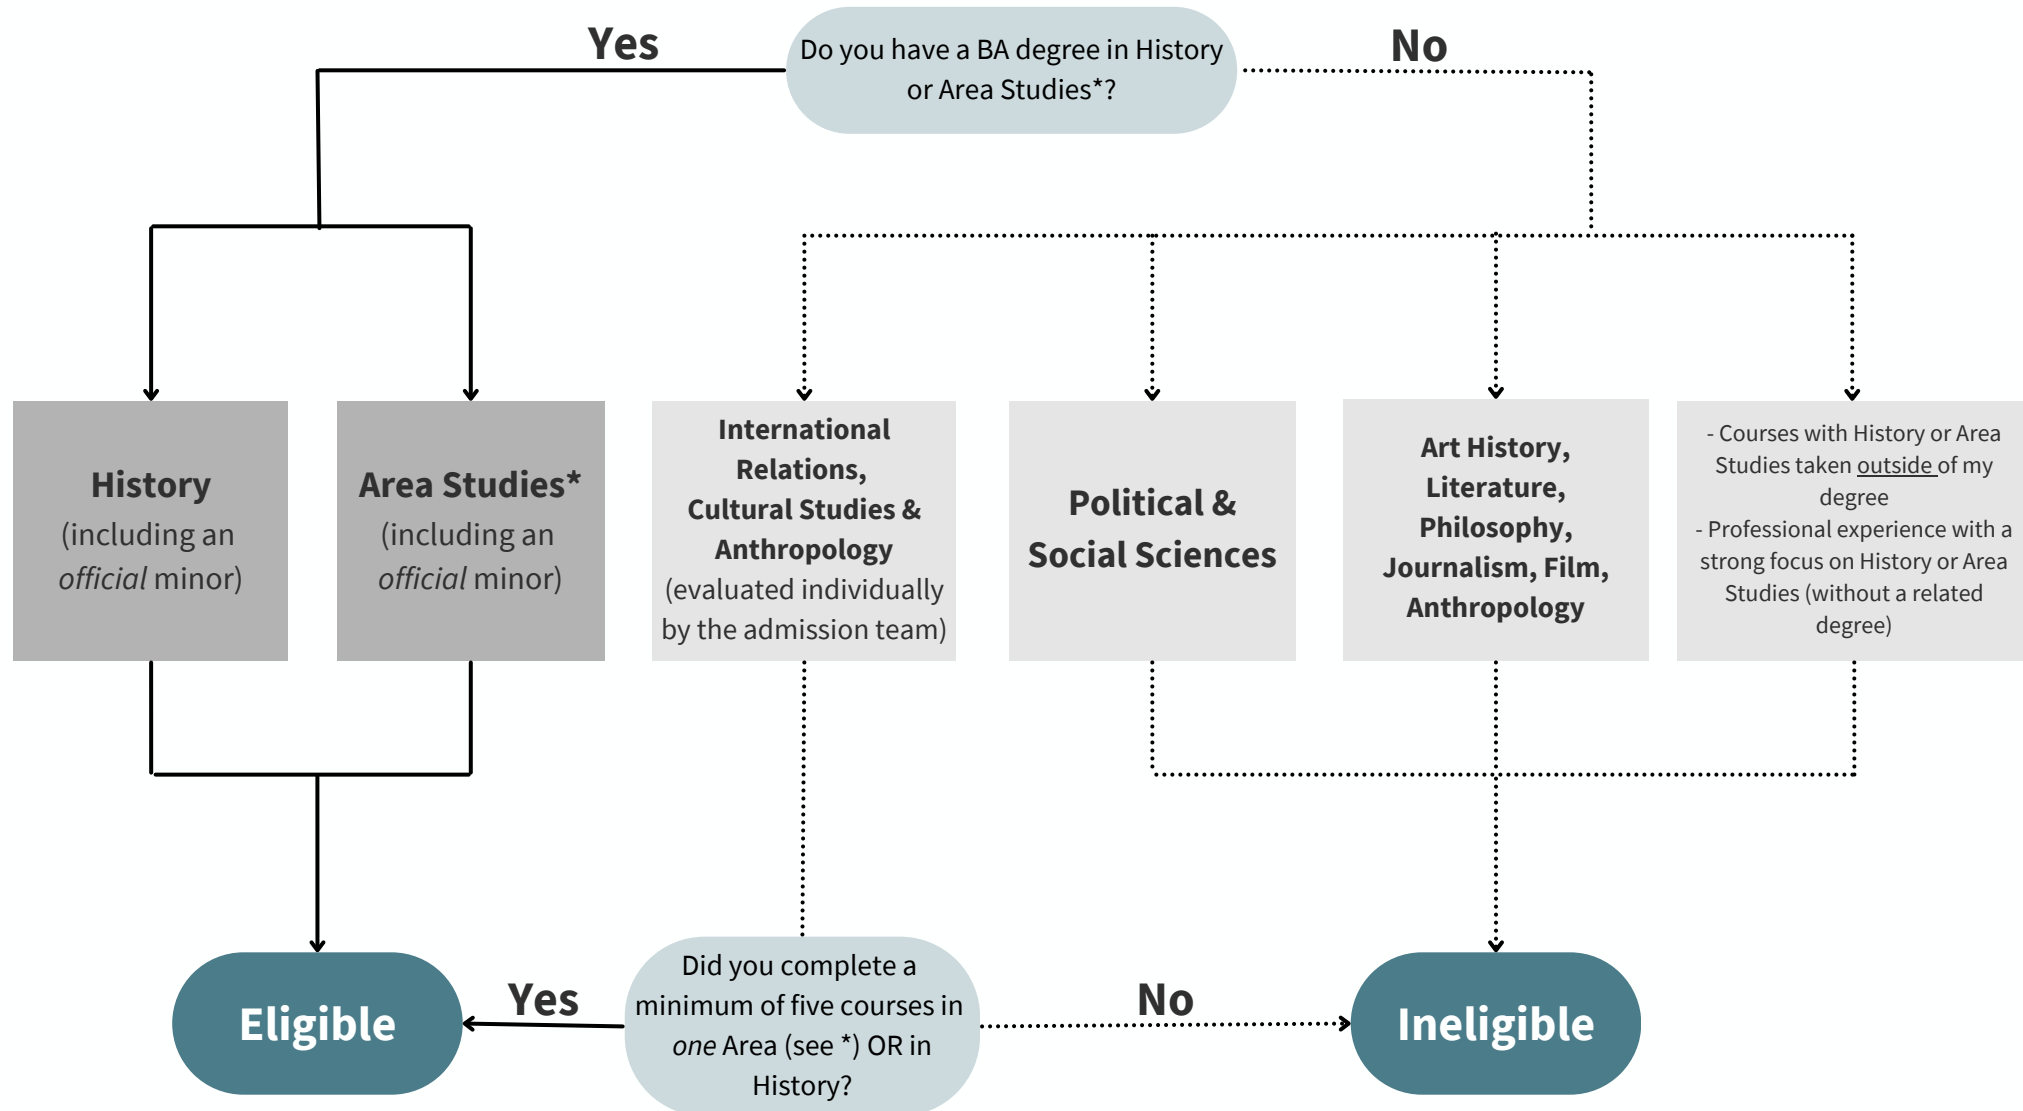 Yes
Do you have a BA degree in History
or Area Studies*?
No
History
(including an
official minor)
Area Studies*
(including an
official minor)
International
Relations,
Cultural Studies &
Anthropology
(evaluated individually
by the admission team)
Political &
Social Sciences
Art History,
Literature,
Philosophy,
Journalism, Film,
Anthropology
- Courses with History or Area
Studies taken outside of my
degree
- Professional experience with a
strong focus on History or Area
Studies (without a related
degree)
Eligible
Yes
Did you complete a
minimum of five courses in
one Area (see *) OR in
History?
No
Ineligible